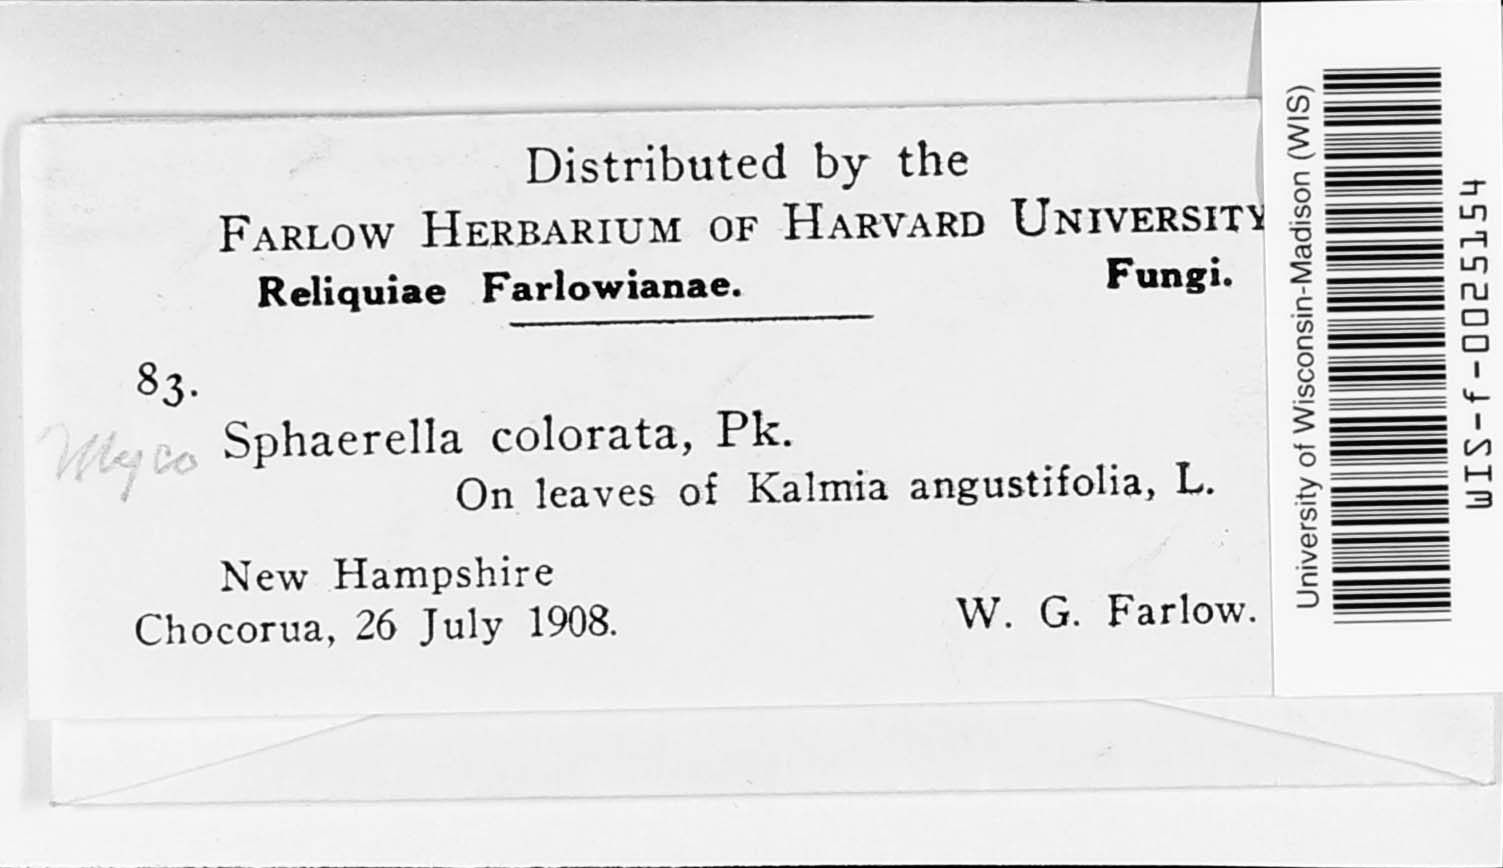 Distributed by the
FARLOW HERBARIUM OF HARVARD UNIVERSITY
Reliquiae Farlowianae. Fungi.
83.
Myco Sphaerella colorata, Pk.
On leaves of Kalmia angustifolia, L.
New Hampshire
Chocorua, 26 July 1908.
W. G. Farlow.
University of Wisconsin-Madison (WIS)
WIS-f-0025154